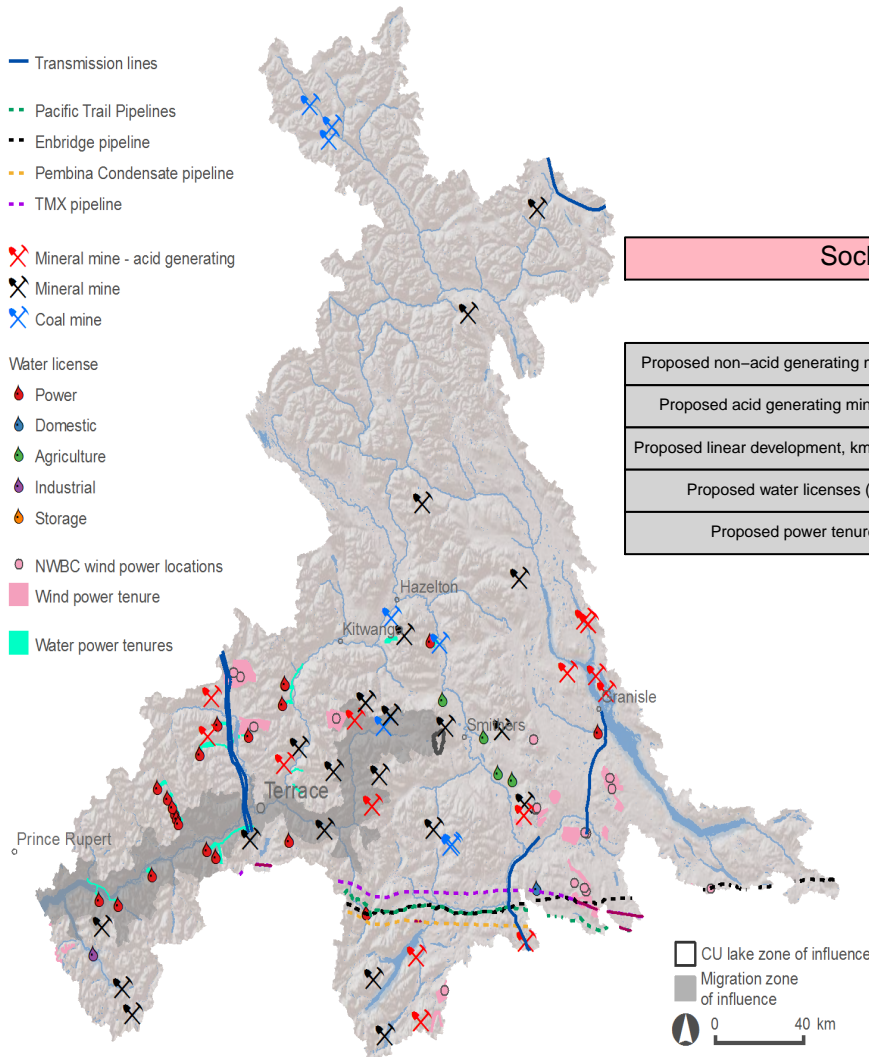 Transmission lines
Pacific Trail Pipelines
Enbridge pipeline
Pembina Condensate pipeline
TMX pipeline
Mineral mine - acid generating
Mineral mine
Coal mine
Water license
Power
Domestic
Agriculture
Industrial
Storage
NWBC wind power locations
Wind power tenure
Water power tenures
Sock
Proposed non–acid generating m
Proposed acid generating min
Proposed linear development, km
Proposed water licenses (
Proposed power tenure
Hazelton
Kitwanga
Granisle
Smithers
Terrace
Prince Rupert
CU lake zone of influence
Migration zone
of influence
0 40 km